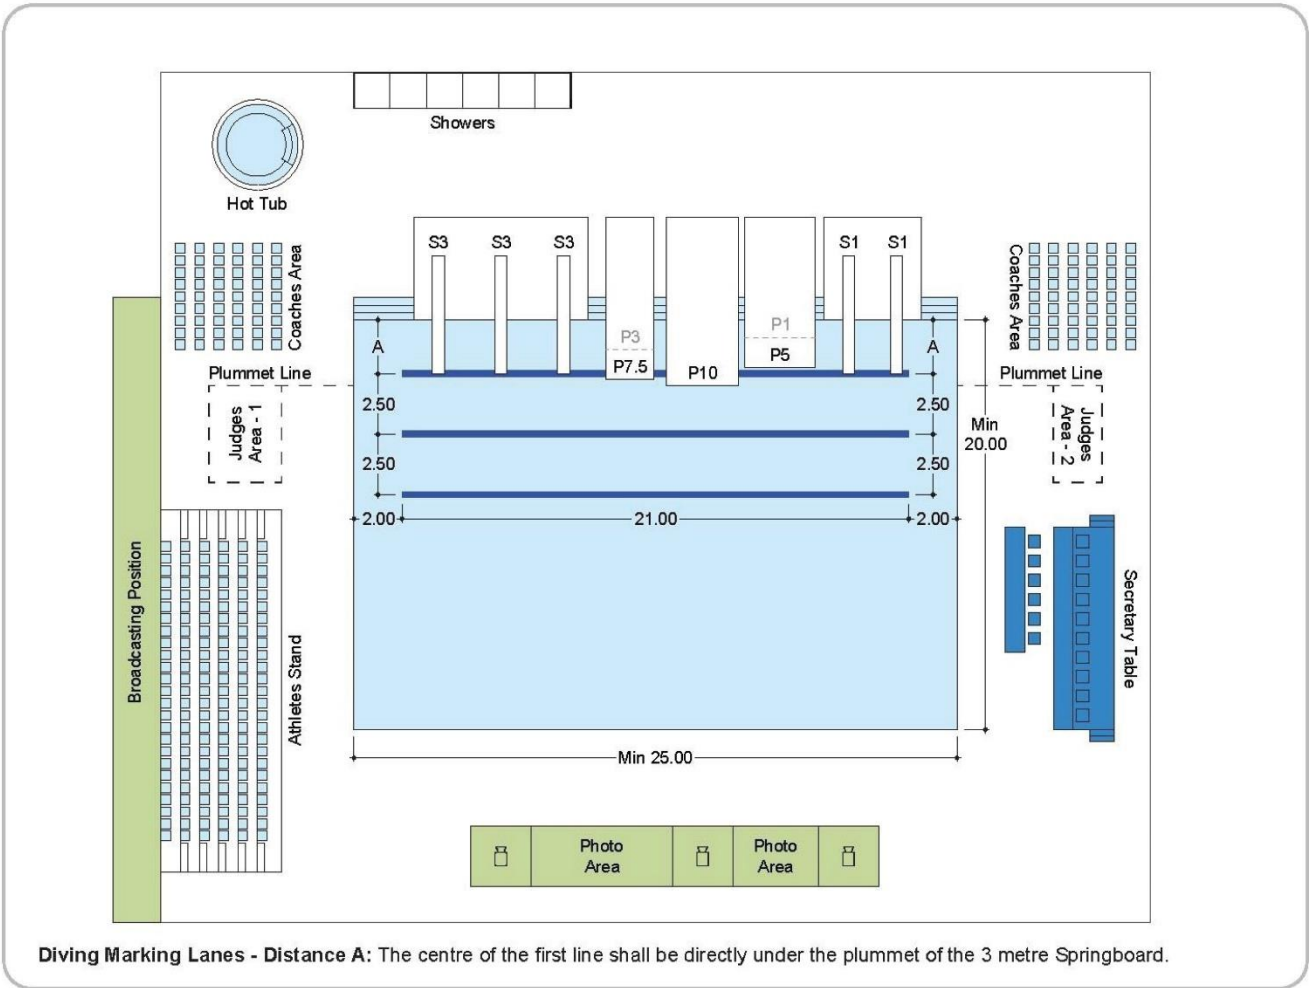 Showers
Hot Tub
Coaches Area
S3
S3
S3
S1
S1
Coaches Area
P3
P7.5
P10
P1
P5
A
A
Plummet Line
Plummet Line
Judges
Area - 1
Judges
Area - 2
2.50
2.50
2.50
2.50
Min
20.00
2.00
21.00
2.00
Broadcasting Position
Athletes Stand
Secretary Table
Min 25.00
Photo
Area
Photo
Area
Diving Marking Lanes - Distance A: The centre of the first line shall be directly under the plummet of the 3 metre Springboard.